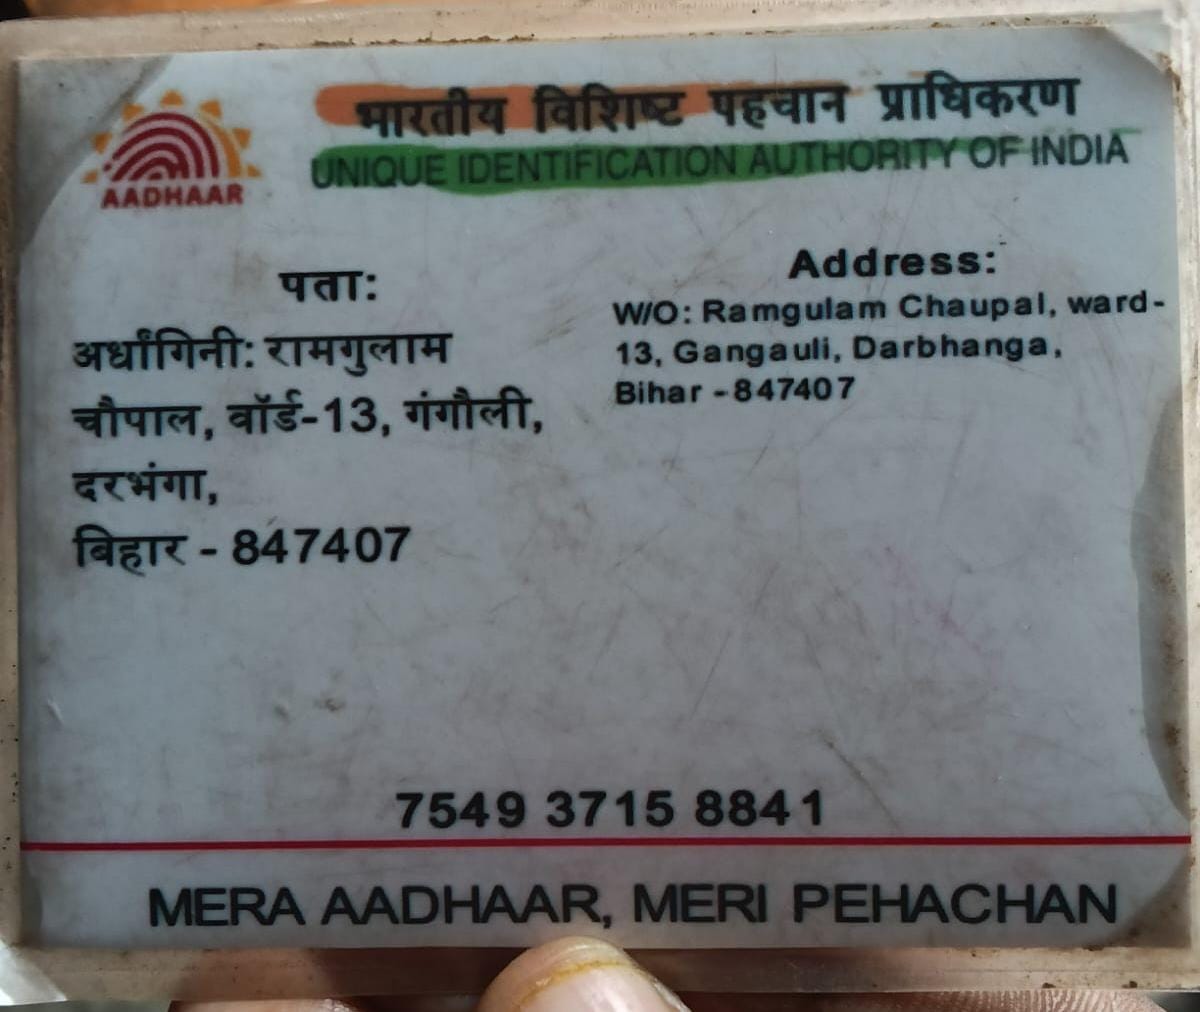 भारतीय विशिष्ट पहचान प्राधिकरण
UNIQUE IDENTIFICATION AUTHORITY OF INDIA
AADHAAR
पता:
अर्धांगिनी: रामगुलाम
चौपाल, वॉर्ड-13, गंगौली,
दरभंगा,
बिहार - 847407
Address:
W/O: Ramgulam Chaupal, ward-
13, Gangauli, Darbhanga,
Bihar - 847407
7549 3715 8841
MERA AADHAAR, MERI PEHACHAN